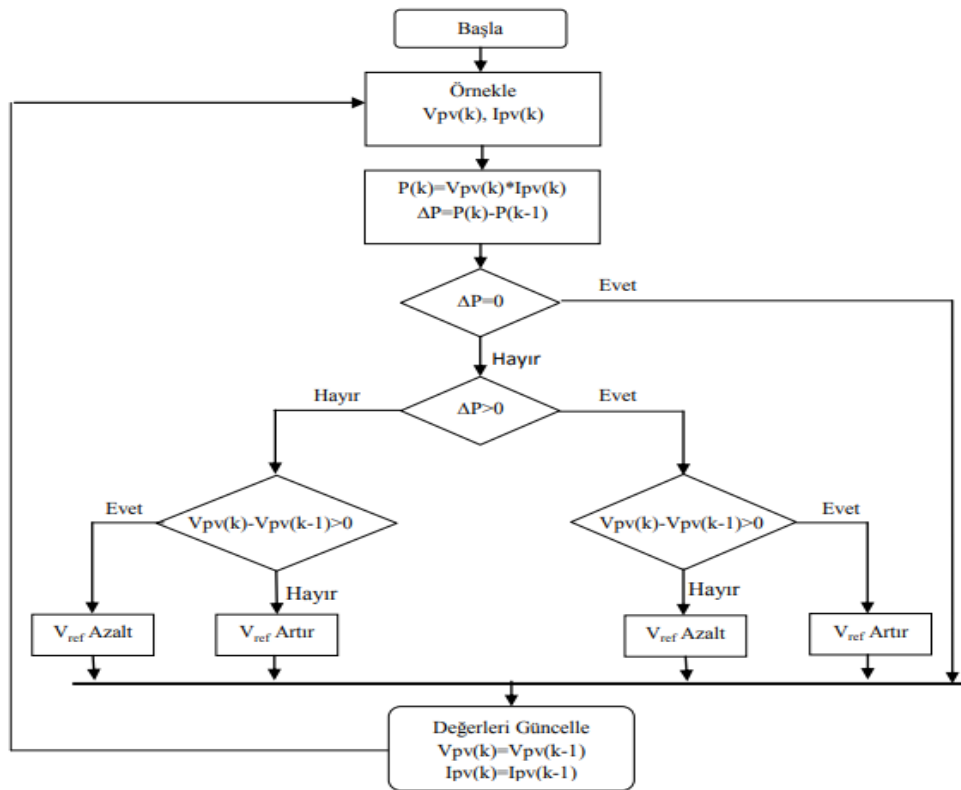 Başla
Örnekle
Vpv(k), Ipv(k)
P(k)=Vpv(k)*Ipv(k)
ΔP=P(k)-P(k-1)
ΔP=0
Evet
Hayır
ΔP>0
Hayır
Evet
Vpv(k)-Vpv(k-1)>0
Evet
Hayır
Vpv(k)-Vpv(k-1)>0
Evet
Hayır
Vref Azalt
Vref Artır
Vref Azalt
Vref Artır
Değerleri Güncelle
Vpv(k)=Vpv(k-1)
Ipv(k)=Ipv(k-1)